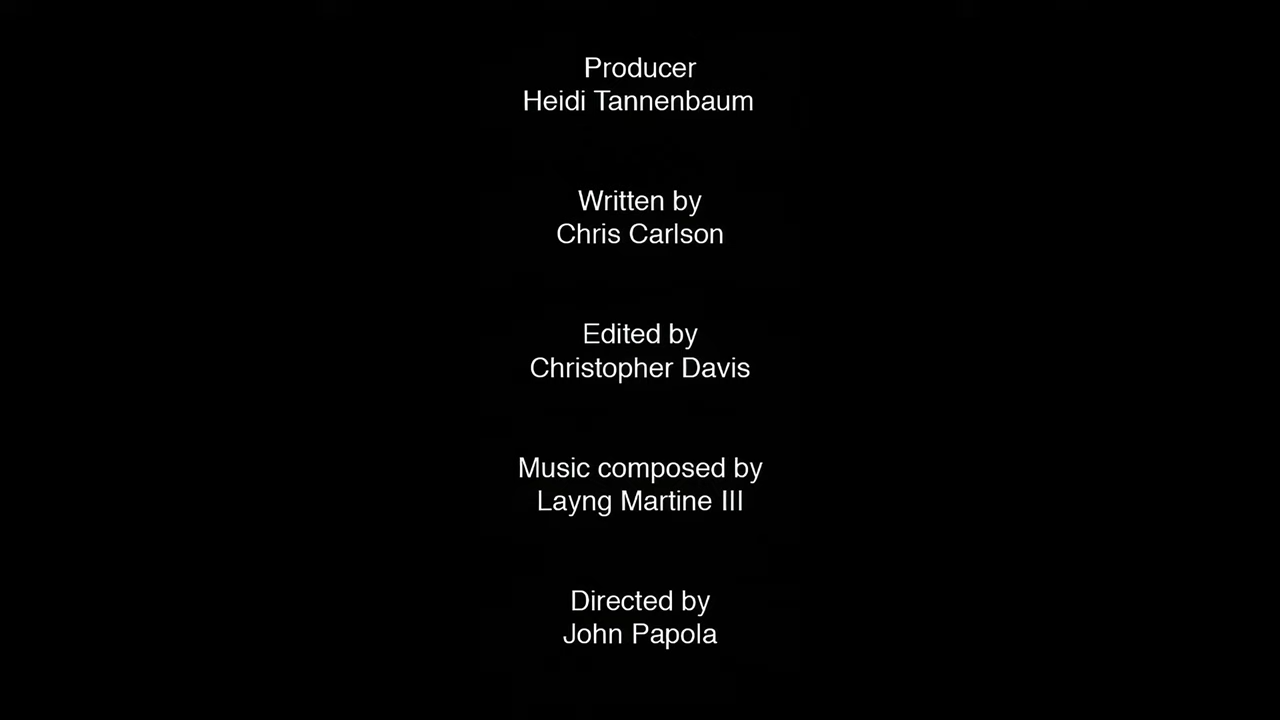 Producer
Heidi Tannenbaum
Written by
Chris Carlson
Edited by
Christopher Davis
Music composed by
Layng Martine III
Directed by
John Papola